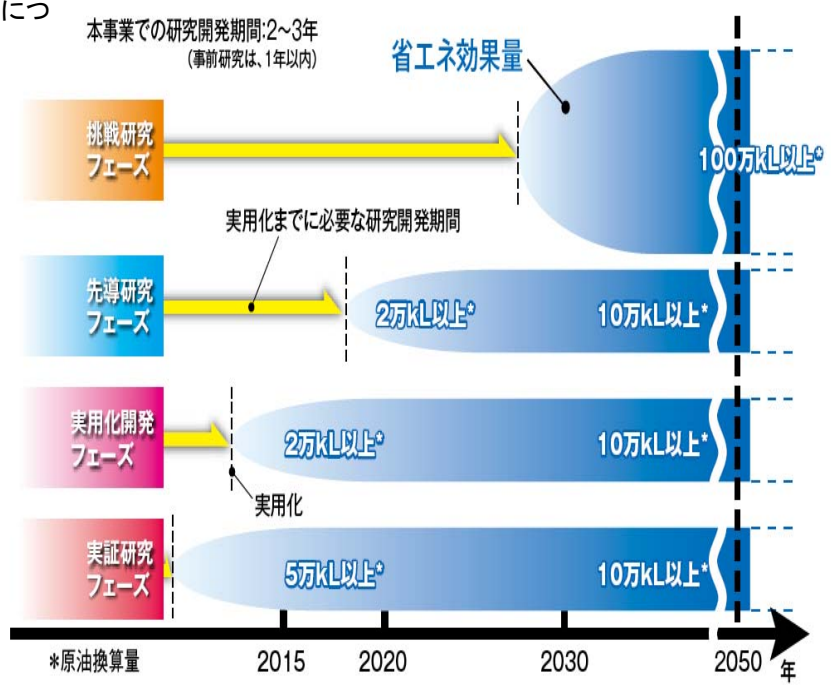 につ
本事業での研究開発期間:2〜3年
(事前研究は、1年以内)
省エネ効果量
挑戦研究
フェーズ
100万kL以上*
実用化までに必要な研究開発期間
先導研究
フェーズ
2万kL以上*
10万kL以上*
実用化開発
フェーズ
2万kL以上*
10万kL以上*
実用化
実証研究
フェーズ
5万kL以上*
10万kL以上*
*原油換算量
2015
2020
2030
2050
年